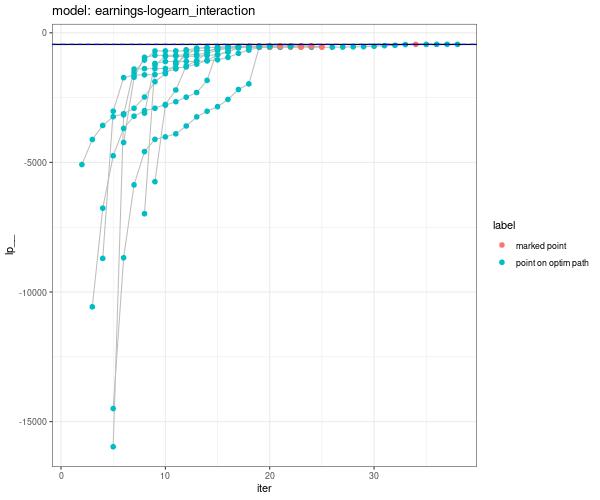 model: earnings-logearn_interaction
0
-5000
-10000
-15000
lp__
0
10
20
30
iter
label
marked point
point on optim path